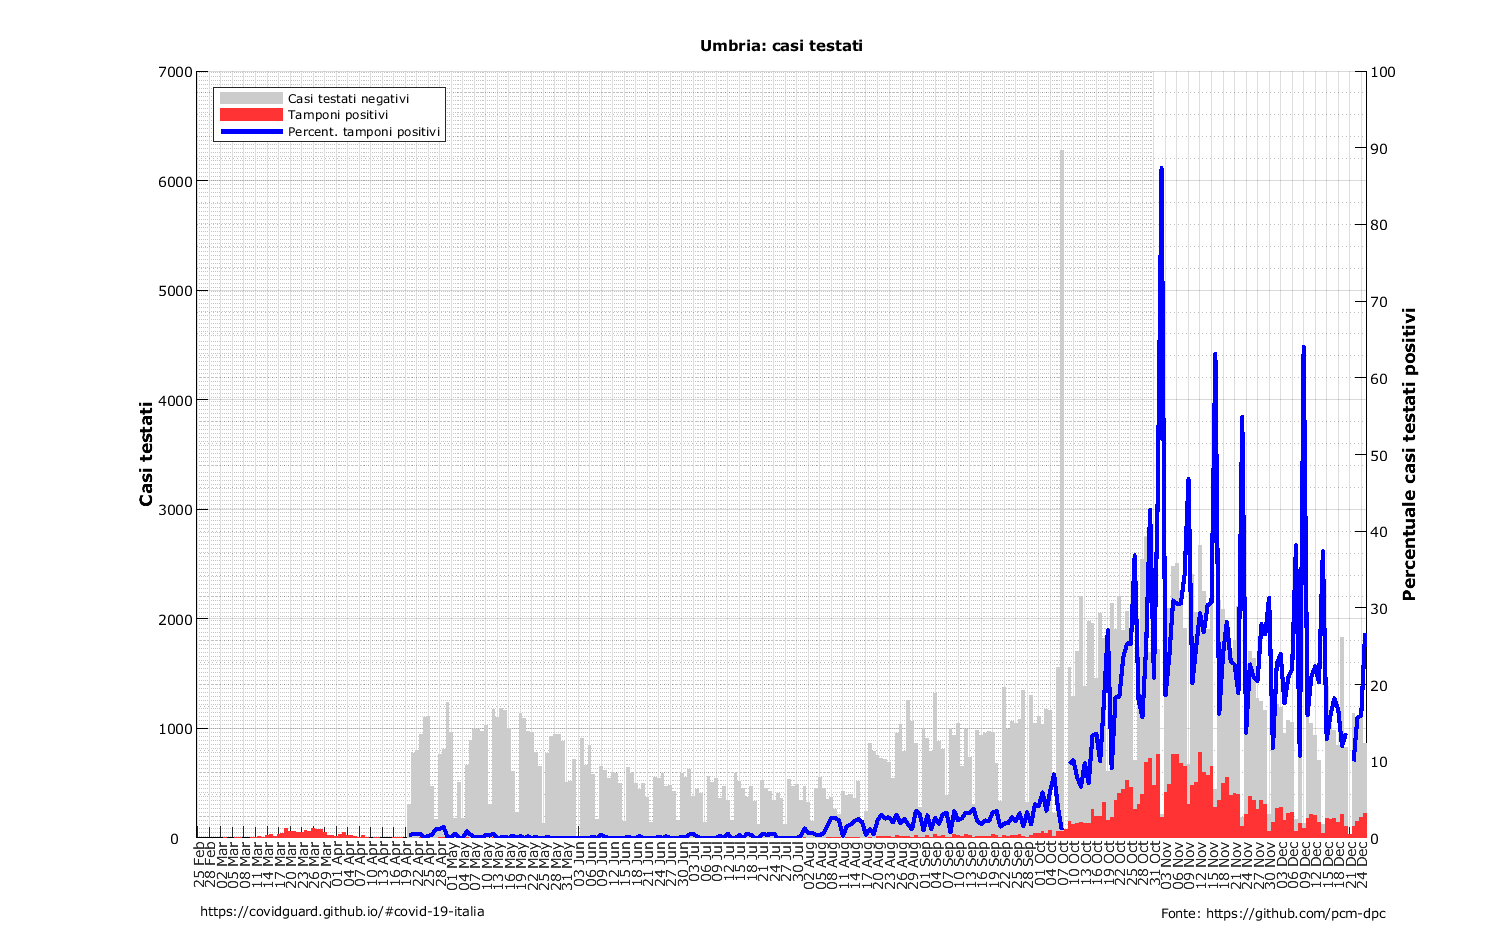 Umbria: casi testati
Casi testati negativi
Tamponi positivi
Percent. tamponi positivi
7000
6000
5000
4000
3000
2000
1000
0
Casi testati
100
90
80
70
60
50
40
30
20
10
0
Percentuale casi testati positivi
25 Feb
28 Feb
02 Mar
05 Mar
08 Mar
11 Mar
14 Mar
17 Mar
20 Mar
23 Mar
26 Mar
29 Mar
01 Apr
04 Apr
07 Apr
10 Apr
13 Apr
16 Apr
19 Apr
22 Apr
25 Apr
28 Apr
01 May
04 May
07 May
10 May
13 May
16 May
19 May
22 May
25 May
28 May
31 May
03 Jun
06 Jun
09 Jun
12 Jun
15 Jun
18 Jun
21 Jun
24 Jun
27 Jun
30 Jun
03 Jul
06 Jul
09 Jul
12 Jul
15 Jul
18 Jul
21 Jul
24 Jul
27 Jul
30 Jul
02 Aug
05 Aug
08 Aug
11 Aug
14 Aug
17 Aug
20 Aug
23 Aug
26 Aug
29 Aug
01 Sep
04 Sep
07 Sep
10 Sep
13 Sep
16 Sep
19 Sep
22 Sep
25 Sep
28 Sep
01 Oct
04 Oct
07 Oct
10 Oct
13 Oct
16 Oct
19 Oct
22 Oct
25 Oct
28 Oct
31 Oct
03 Nov
06 Nov
09 Nov
12 Nov
15 Nov
18 Nov
21 Nov
24 Nov
27 Nov
30 Nov
03 Dec
06 Dec
09 Dec
12 Dec
15 Dec
18 Dec
21 Dec
24 Dec
https://covidguard.github.io/#covid-19-italia
Fonte: https://github.com/pcm-dpc